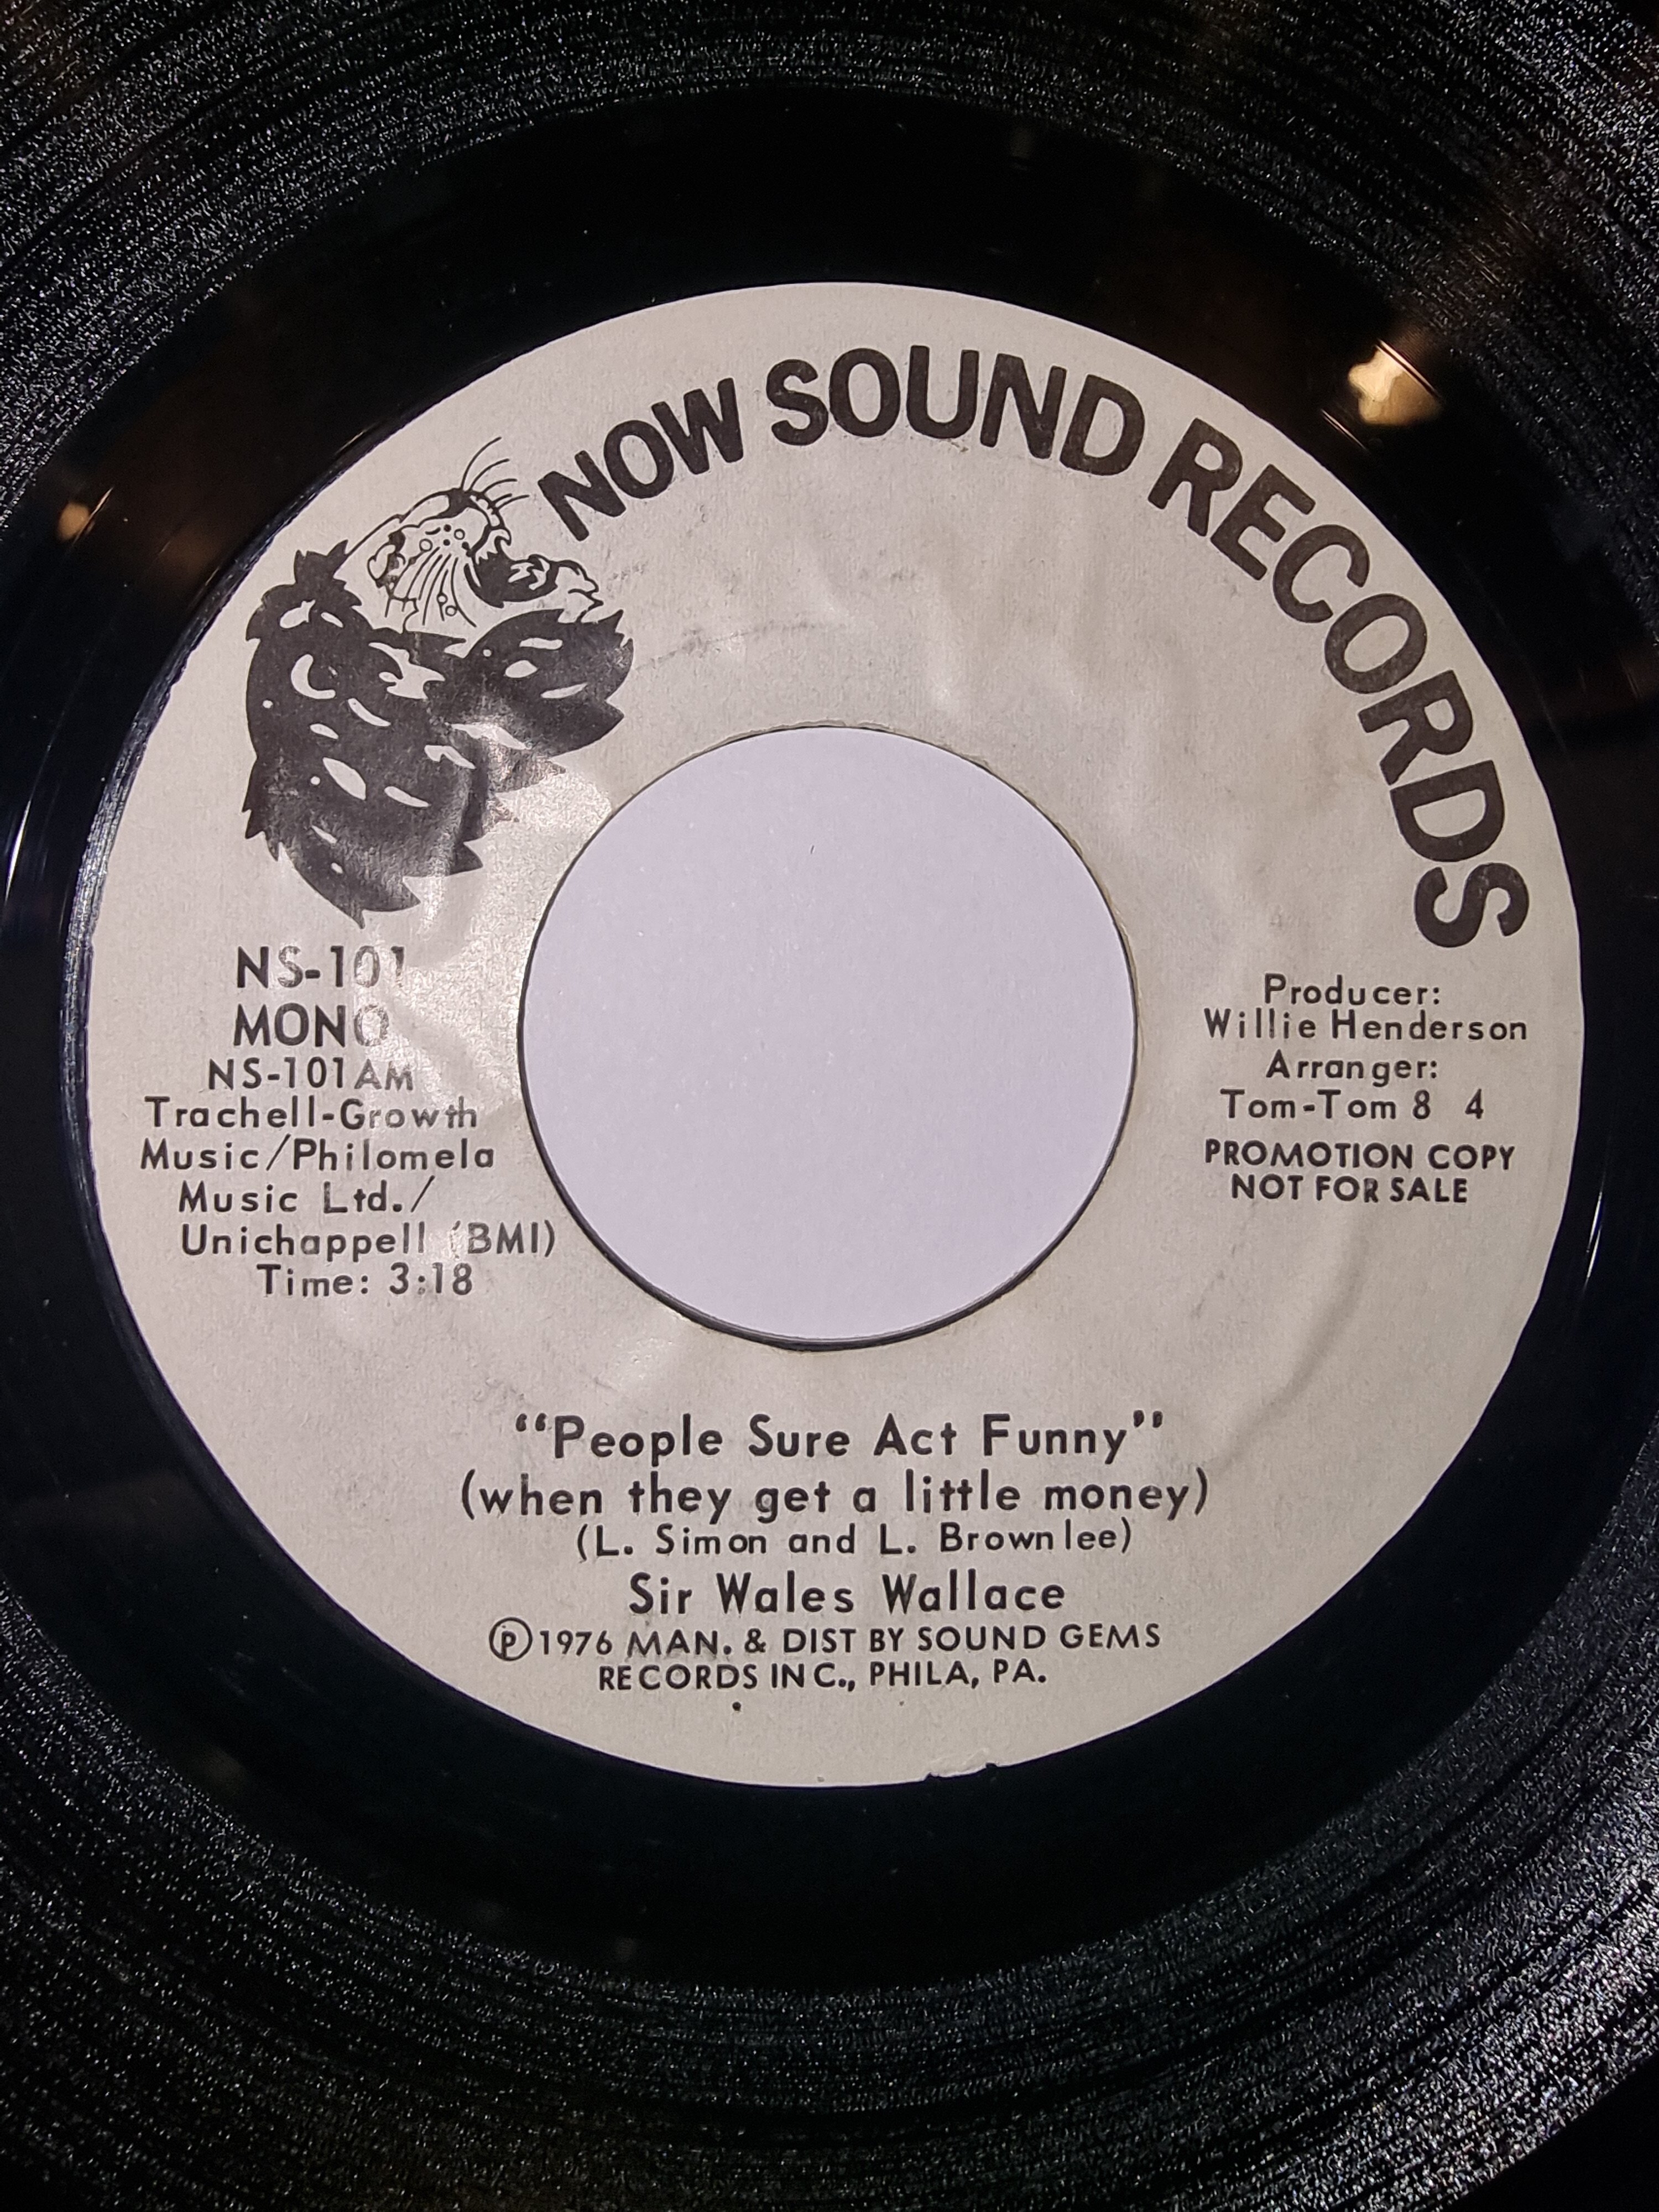 NOW SOUND RECORDS
NS-101
MONO
NS-101AM
Trachell-Growth
Music/Philomela
Music Ltd./
Unichappell (BMI)
Time: 3:18
Producer:
Willie Henderson
Arranger:
Tom-Tom 8 4
PROMOTION COPY
NOT FOR SALE
“People Sure Act Funny”
(when they get a little money)
(L. Simon and L. Brownlee)
Sir Wales Wallace
Ⓟ1976 MAN. & DIST BY SOUND GEMS
RECORDS INC., PHILA, PA.